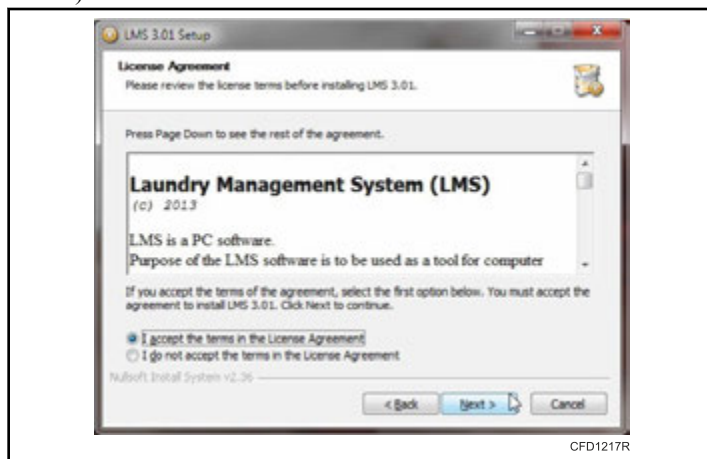 LMS 3.01 Setup
License Agreement
Please review the license terms before installing LMS 3.01.
Press Page Down to see the rest of the agreement.
Laundry Management System (LMS)
(c) 2013
LMS is a PC software.
Purpose of the LMS software is to be used as a tool for computer
If you accept the terms of the agreement, select the first option below. You must accept the
agreement to install LMS 3.01. Click Next to continue.
I accept the terms in the License Agreement
I do not accept the terms in the License Agreement
Nullsoft Install System v2.36
< Back Next > Cancel
CFD1217R